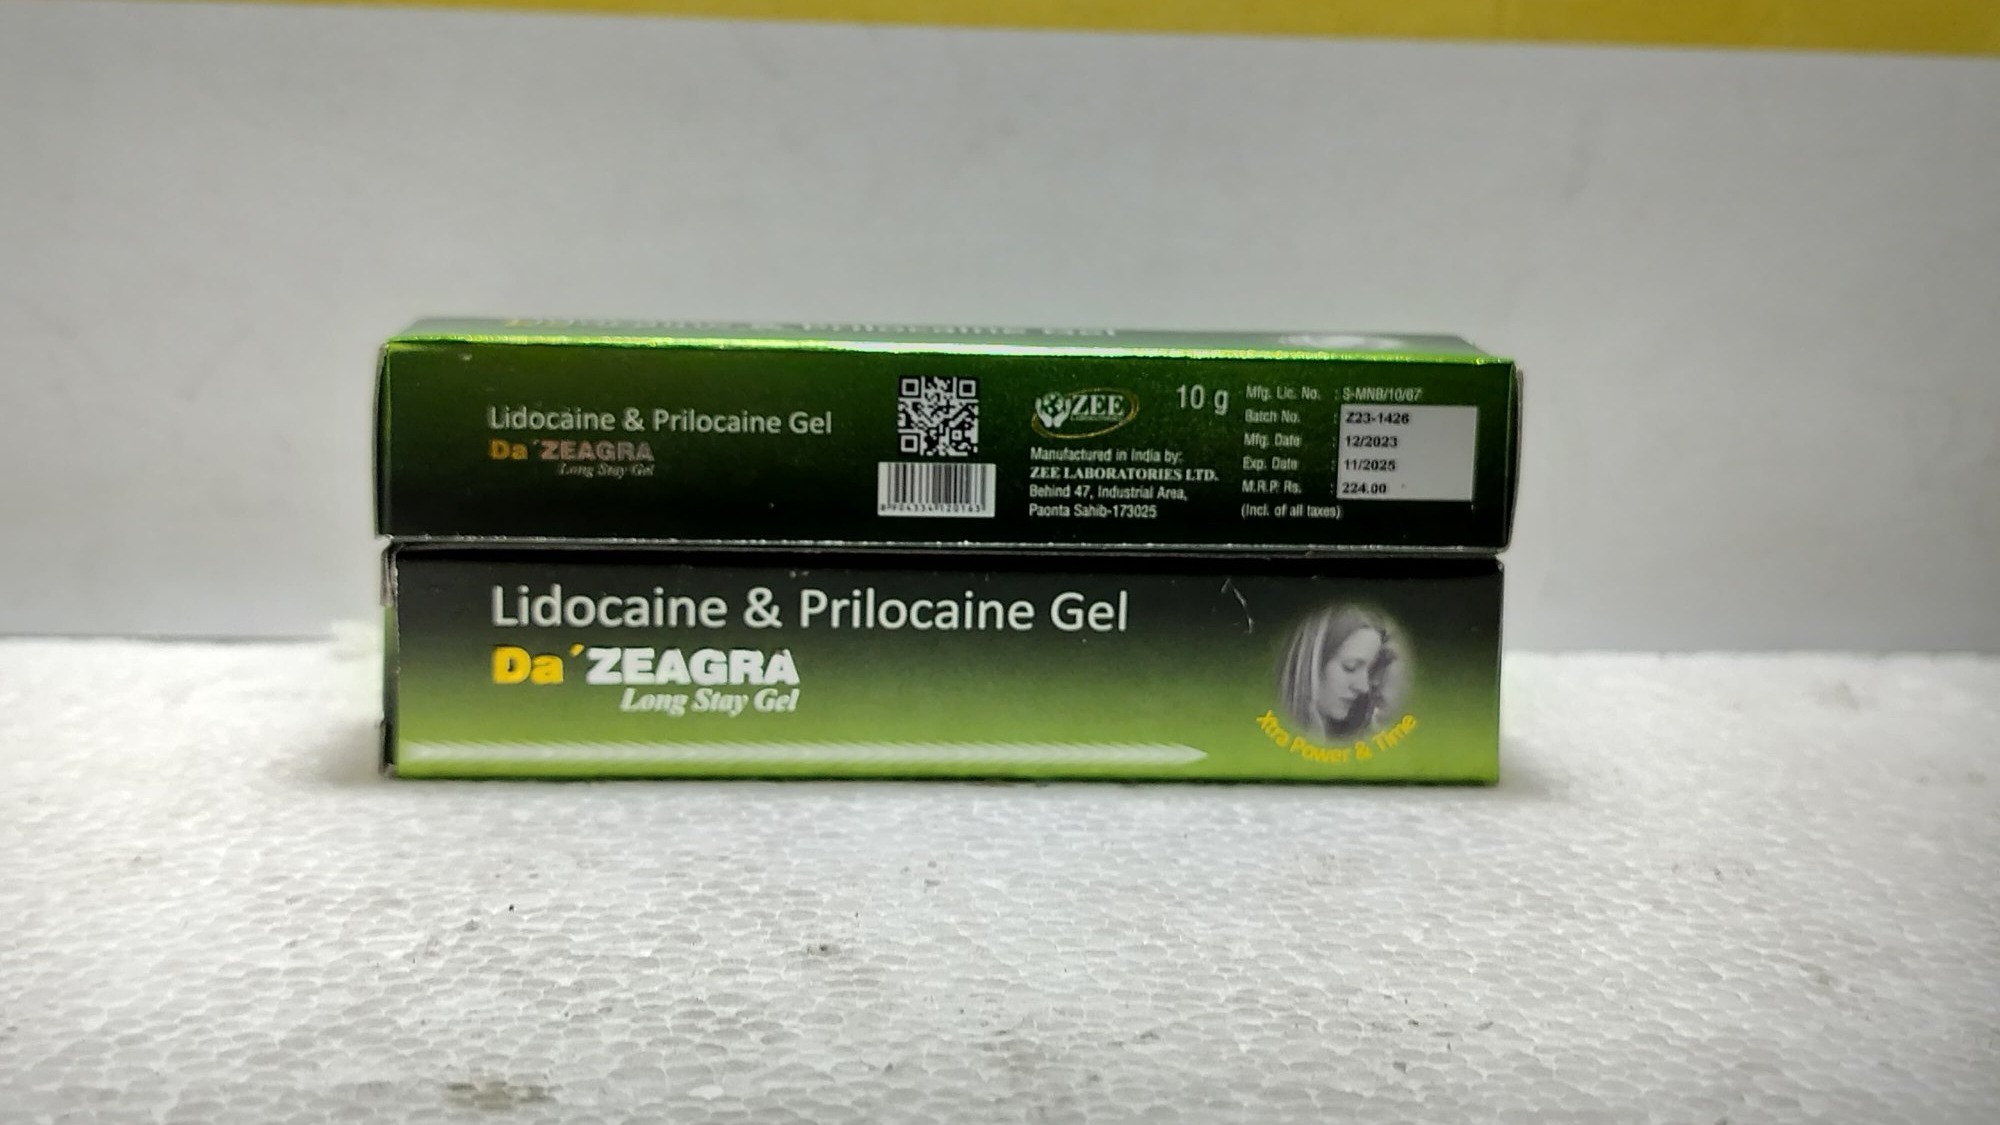 Lidocaine & Prilocaine Gel
Lidocaine & Prilocaine Gel
Da´ZEAGRA
Long Stay Gel
ZEE
10 g
Manufactured in India by:
ZEE LABORATORIES LTD.
Behind 47, Industrial Area,
Paonta Sahib-173025
Mfg. Lic. No. : S-MNB/10/67
Batch No. : Z23-1426
Mfg. Date : 12/2023
Exp. Date : 11/2025
M.R.P. Rs. : 224.00
(Incl. of all taxes)
Lidocaine & Prilocaine Gel
Da´ZEAGRA
Long Stay Gel
Xtra Power & Time